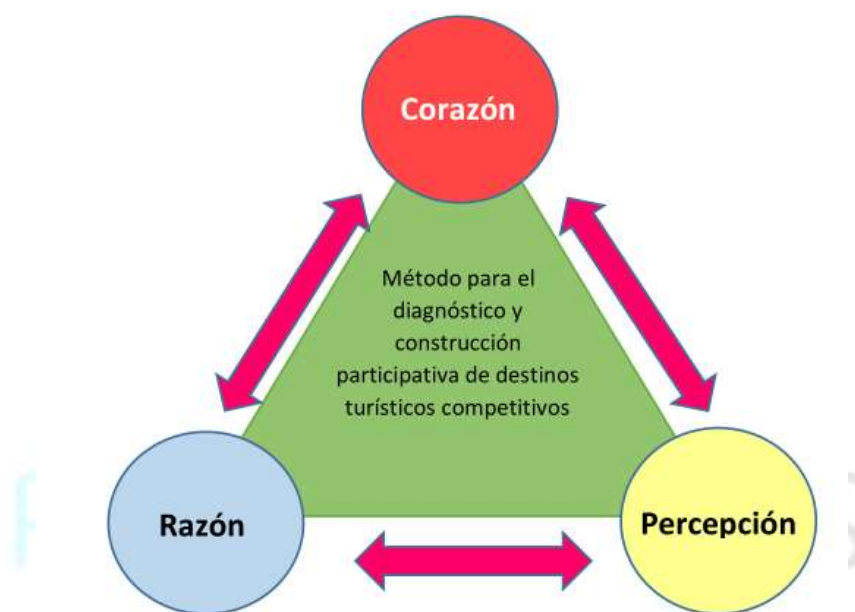 Corazón
Método para el
diagnóstico y
construcción
participativa de destinos
turísticos competitivos
Razón
Percepción